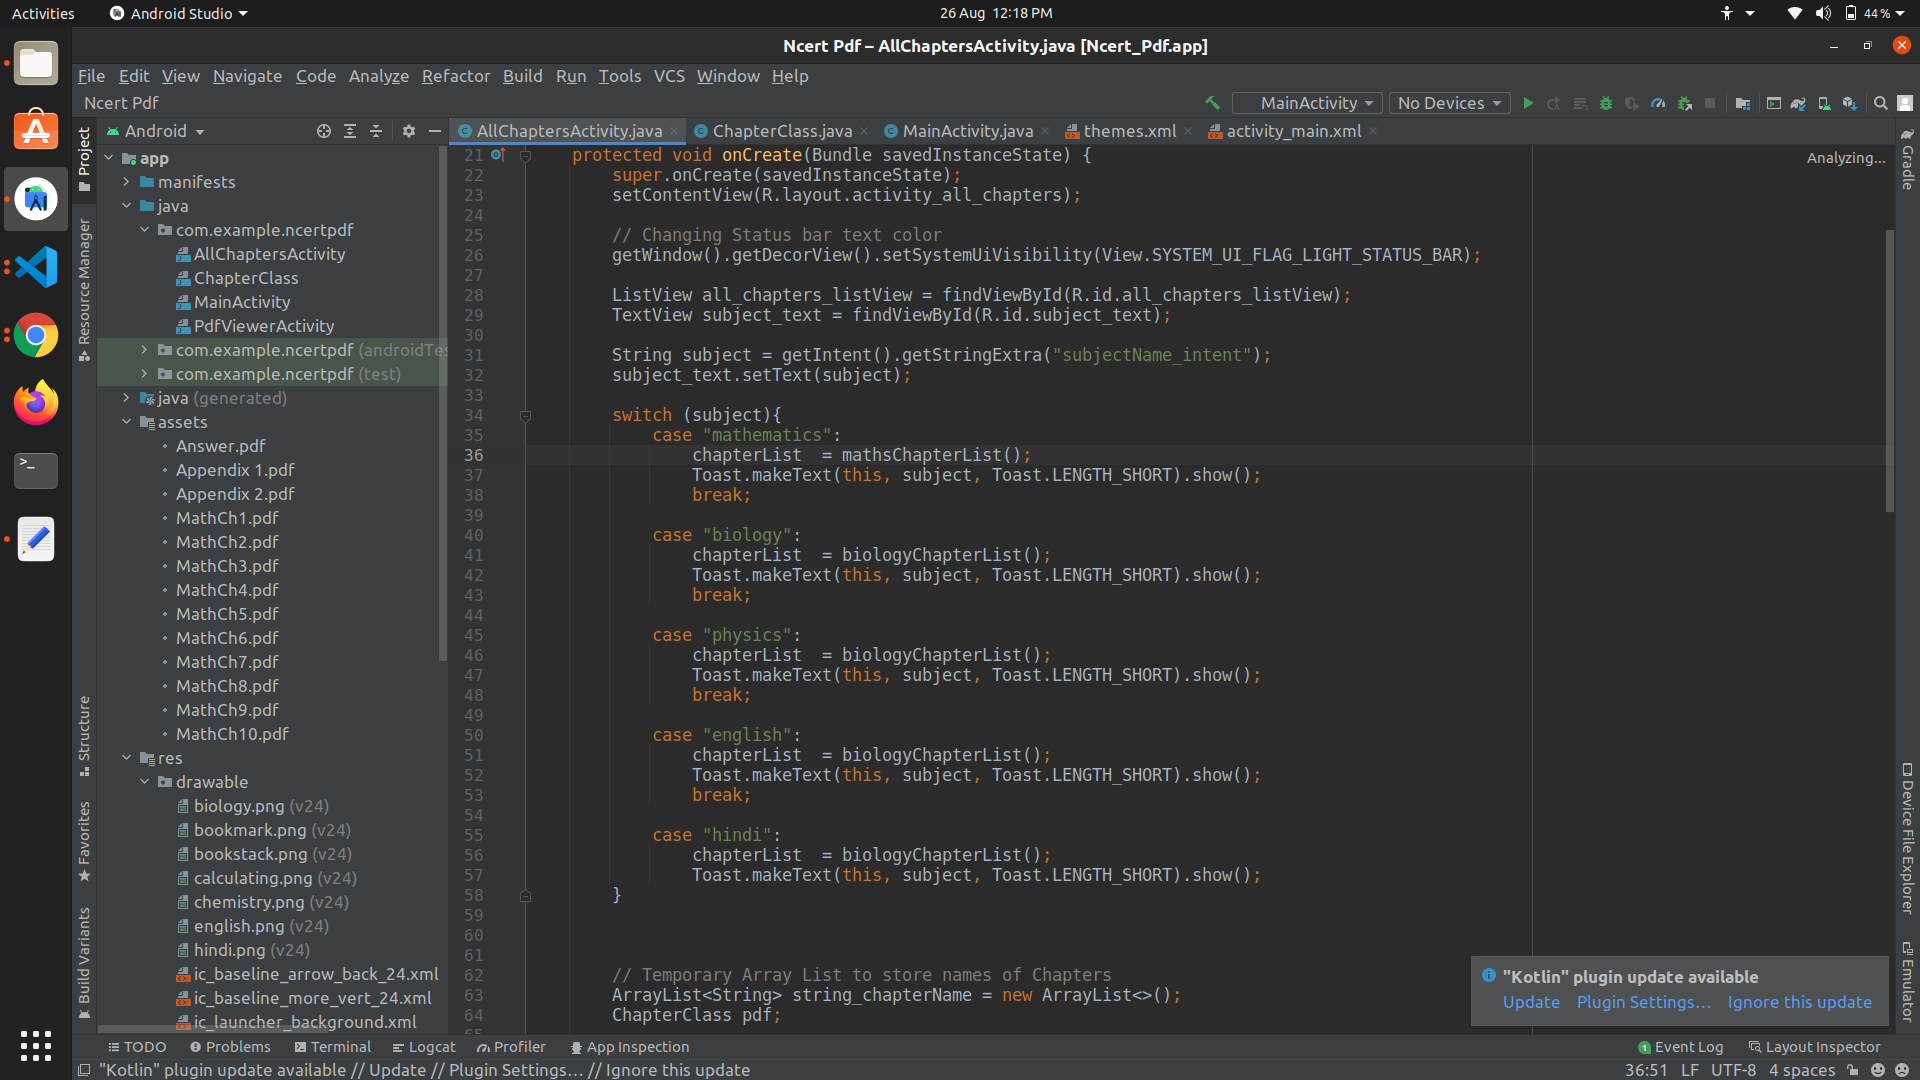 Activities
Android Studio
26 Aug 12:18 PM
44 %
Ncert Pdf – AllChaptersActivity.java [Ncert_Pdf.app]
File Edit View Navigate Code Analyze Refactor Build Run Tools VCS Window Help
Ncert Pdf
MainActivity
No Devices
Android
AllChaptersActivity.java
ChapterClass.java
MainActivity.java
themes.xml
activity_main.xml
Project
Resource Manager
Structure
Favorites
Build Variants
app
manifests
java
com.example.ncertpdf
AllChaptersActivity
ChapterClass
MainActivity
PdfViewerActivity
com.example.ncertpdf (androidTes
com.example.ncertpdf (test)
java (generated)
assets
Answer.pdf
Appendix 1.pdf
Appendix 2.pdf
MathCh1.pdf
MathCh2.pdf
MathCh3.pdf
MathCh4.pdf
MathCh5.pdf
MathCh6.pdf
MathCh7.pdf
MathCh8.pdf
MathCh9.pdf
MathCh10.pdf
res
drawable
biology.png (v24)
bookmark.png (v24)
bookstack.png (v24)
calculating.png (v24)
chemistry.png (v24)
english.png (v24)
hindi.png (v24)
ic_baseline_arrow_back_24.xml
ic_baseline_more_vert_24.xml
ic_launcher_background.xml
21 protected void onCreate(Bundle savedInstanceState) {
22 super.onCreate(savedInstanceState);
23 setContentView(R.layout.activity_all_chapters);
24
25 // Changing Status bar text color
26 getWindow().getDecorView().setSystemUiVisibility(View.SYSTEM_UI_FLAG_LIGHT_STATUS_BAR);
27
28 ListView all_chapters_listView = findViewById(R.id.all_chapters_listView);
29 TextView subject_text = findViewById(R.id.subject_text);
30
31 String subject = getIntent().getStringExtra("subjectName_intent");
32 subject_text.setText(subject);
33
34 switch (subject){
35 case "mathematics":
36 chapterList  = mathsChapterList();
37 Toast.makeText(this, subject, Toast.LENGTH_SHORT).show();
38 break;
39
40 case "biology":
41 chapterList  = biologyChapterList();
42 Toast.makeText(this, subject, Toast.LENGTH_SHORT).show();
43 break;
44
45 case "physics":
46 chapterList  = biologyChapterList();
47 Toast.makeText(this, subject, Toast.LENGTH_SHORT).show();
48 break;
49
50 case "english":
51 chapterList  = biologyChapterList();
52 Toast.makeText(this, subject, Toast.LENGTH_SHORT).show();
53 break;
54
55 case "hindi":
56 chapterList  = biologyChapterList();
57 Toast.makeText(this, subject, Toast.LENGTH_SHORT).show();
58 }
59
60
61
62 // Temporary Array List to store names of Chapters
63 ArrayList<String> string_chapterName = new ArrayList<>();
64 ChapterClass pdf;
Analyzing...
Gradle
Device File Explorer
Emulator
"Kotlin" plugin update available
Update Plugin Settings... Ignore this update
TODO Problems Terminal Logcat Profiler App Inspection
1 Event Log Layout Inspector
"Kotlin" plugin update available // Update // Plugin Settings... // Ignore this update
36:51 LF UTF-8 4 spaces